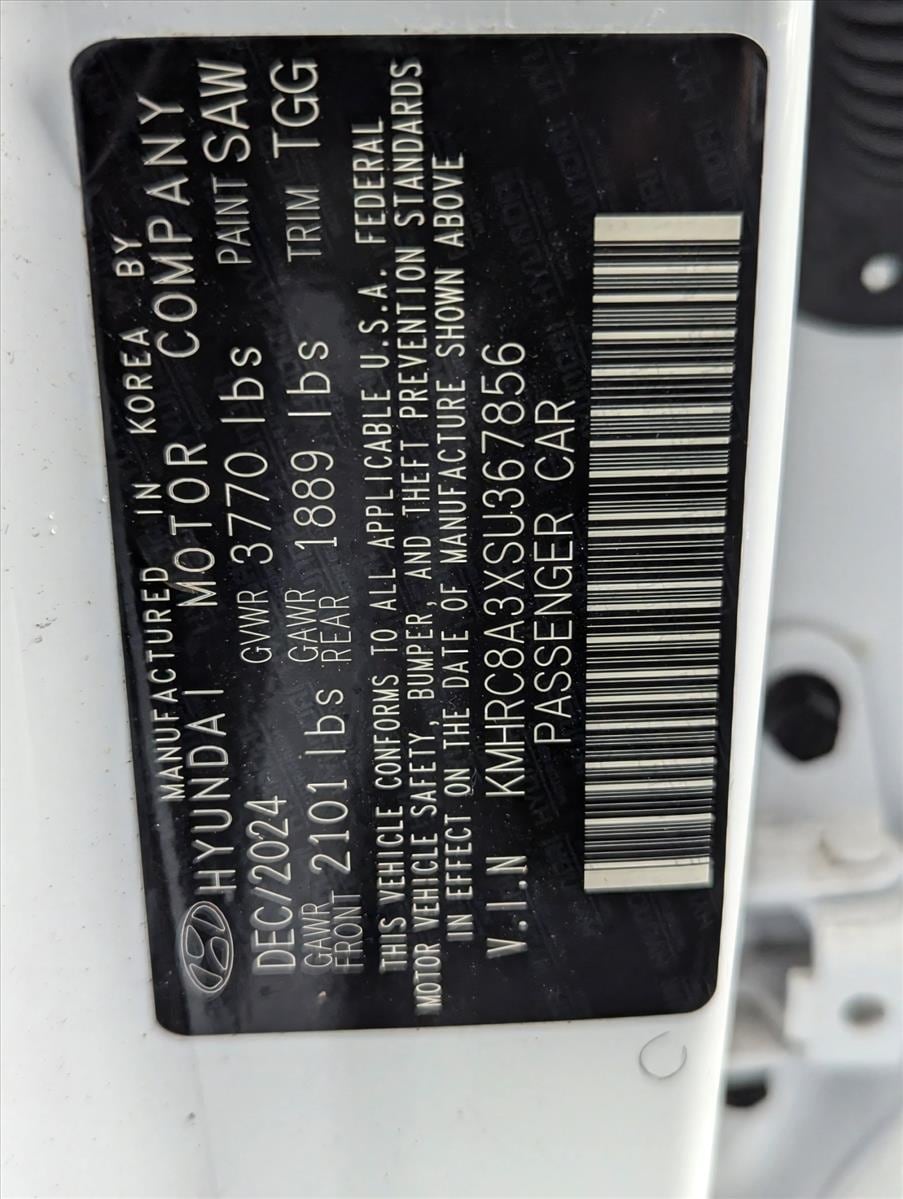 MANUFACTURED IN KOREA BY
HYUNDAI MOTOR COMPANY
DEC/2024 GVWR 3770 lbs PAINT SAW
GAWR FRONT 2101 lbs GAWR REAR 1889 lbs TRIM TGG
THIS VEHICLE CONFORMS TO ALL APPLICABLE U.S.A. FEDERAL
MOTOR VEHICLE SAFETY, BUMPER, AND THEFT PREVENTION STANDARDS
IN EFFECT ON THE DATE OF MANUFACTURE SHOWN ABOVE
V.I.N KMHRC8A3XSU367856
PASSENGER CAR